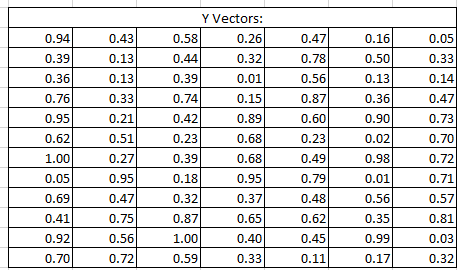 Y Vectors:
0.94 0.43 0.58 0.26 0.47 0.16 0.05
0.39 0.13 0.44 0.32 0.78 0.50 0.33
0.36 0.13 0.39 0.01 0.56 0.13 0.14
0.76 0.33 0.74 0.15 0.87 0.36 0.47
0.95 0.21 0.42 0.89 0.60 0.90 0.73
0.62 0.51 0.23 0.68 0.23 0.02 0.70
1.00 0.27 0.39 0.68 0.49 0.98 0.72
0.05 0.95 0.18 0.95 0.79 0.01 0.71
0.69 0.47 0.32 0.37 0.48 0.56 0.57
0.41 0.75 0.87 0.65 0.62 0.35 0.81
0.92 0.56 1.00 0.40 0.45 0.99 0.03
0.70 0.72 0.59 0.33 0.11 0.17 0.32